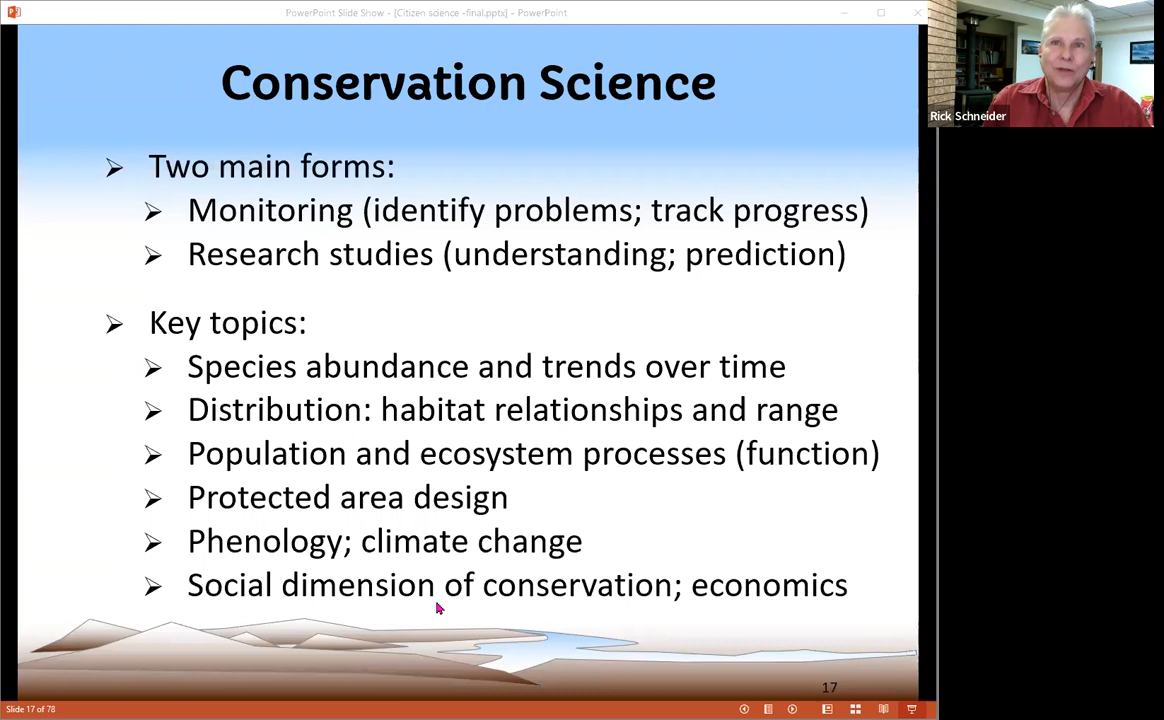 PowerPoint Slide Show - [Citizen science -final.pptx] - PowerPoint
Conservation Science
Rick Schneider
Two main forms:
Monitoring (identify problems; track progress)
Research studies (understanding; prediction)
Key topics:
Species abundance and trends over time
Distribution: habitat relationships and range
Population and ecosystem processes (function)
Protected area design
Phenology; climate change
Social dimension of conservation; economics
17
Slide 17 of 78